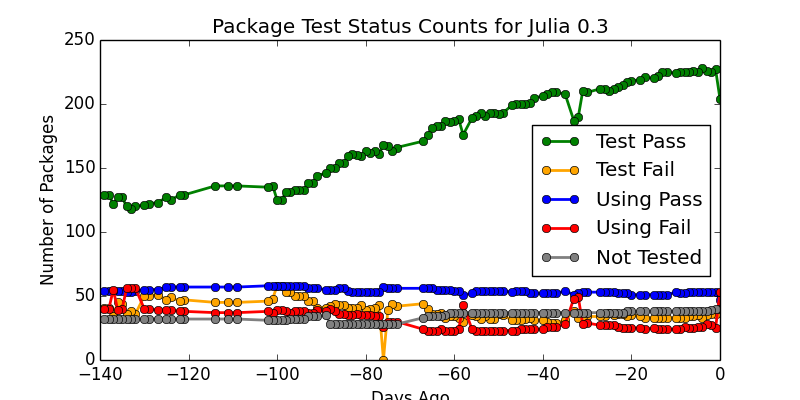 Package Test Status Counts for Julia 0.3
250
200
150
100
50
0
Number of Packages
Test Pass
Test Fail
Using Pass
Using Fail
Not Tested
−140 −120 −100 −80 −60 −40 −20 0
Days Ago